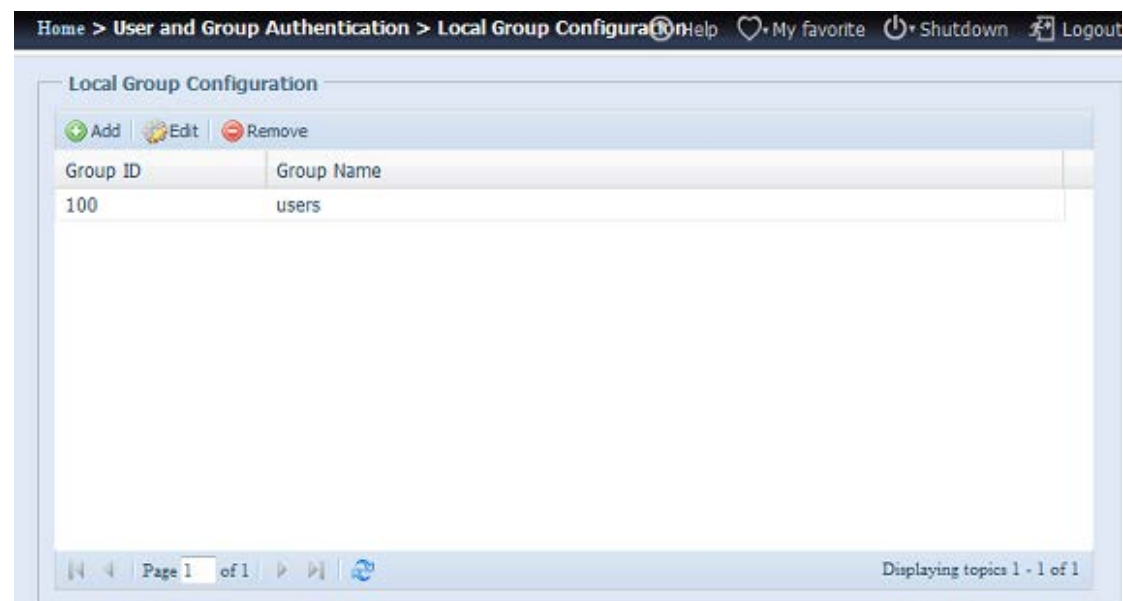 Home > User and Group Authentication > Local Group Configuration Help My favorite Shutdown Logout
Local Group Configuration
Add Edit Remove
Group ID Group Name
100 users
Page 1 of 1 Displaying topics 1 - 1 of 1